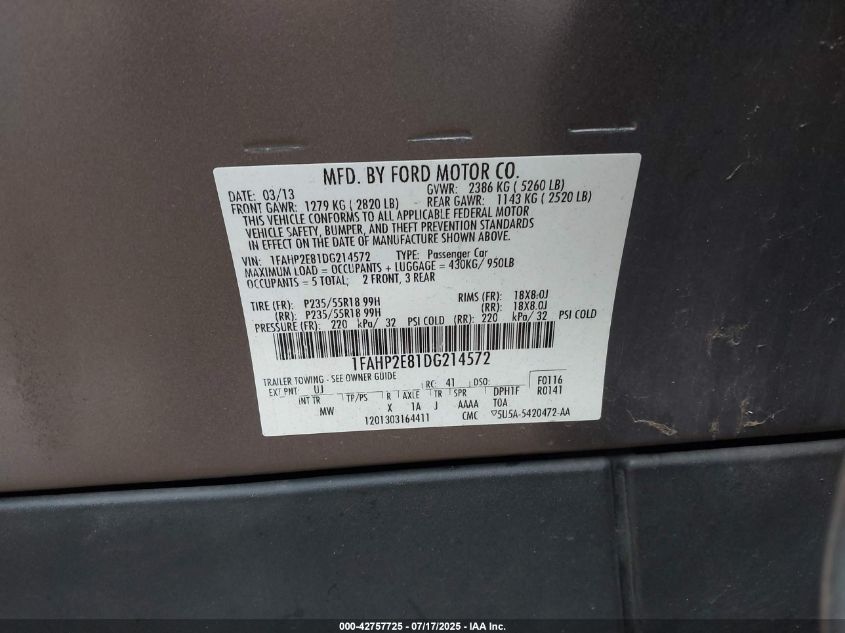 MFD. BY FORD MOTOR CO.
DATE: 03/13 GVWR: 2386 KG ( 5260 LB)
FRONT GAWR: 1279 KG ( 2820 LB) REAR GAWR: 1143 KG ( 2520 LB)
THIS VEHICLE CONFORMS TO ALL APPLICABLE FEDERAL MOTOR
VEHICLE SAFETY, BUMPER, AND THEFT PREVENTION STANDARDS
IN EFFECT ON THE DATE OF MANUFACTURE SHOWN ABOVE.
VIN: 1FAHP2E81DG214572 TYPE: Passenger Car
MAXIMUM LOAD = OCCUPANTS + LUGGAGE = 430KG/ 950LB
OCCUPANTS = 5 TOTAL; 2 FRONT, 3 REAR
TIRE (FR): P235/55R18 99H RIMS (FR): 18X8.0J
(RR): P235/55R18 99H (RR): 18X8.0J
PRESSURE (FR): 220 kPa/ 32 PSI COLD (RR): 220 kPa/ 32 PSI COLD
1FAHP2E81DG214572
TRAILER TOWING - SEE OWNER GUIDE
EXT PNT: UJ RC: 41 DSO: F0116
INT TR TP/PS R AXLE TR SPR DPH1F R0141
MW X 1A J AAAA TOA
1201303164411 CMC ▽5U5A-5420472-AA
000-42757725 - 07/17/2025 - IAA Inc.